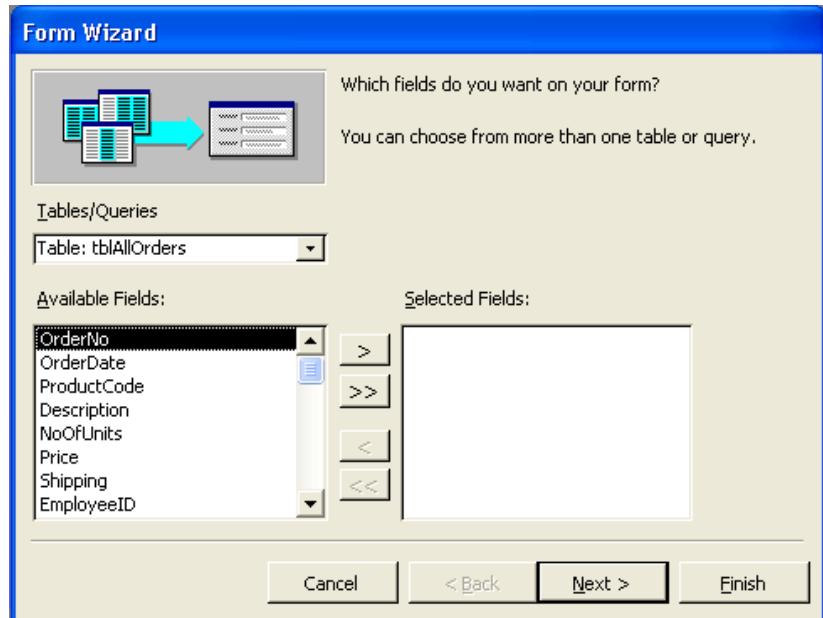 Form Wizard
Which fields do you want on your form?
You can choose from more than one table or query.
Tables/Queries
Table: tblAllOrders
Available Fields:
Selected Fields:
OrderNo
OrderDate
ProductCode
Description
NoOfUnits
Price
Shipping
EmployeeID
>
>>
<
<<
Cancel
< Back
Next >
Finish